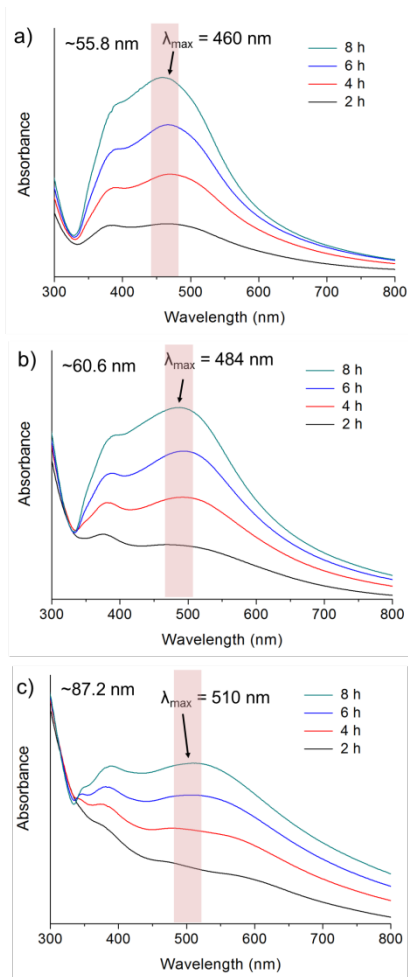 a)
~55.8 nm
λmax = 460 nm
8 h
6 h
4 h
2 h
Absorbance
300 400 500 600 700 800
Wavelength (nm)
b)
~60.6 nm
λmax = 484 nm
8 h
6 h
4 h
2 h
Absorbance
300 400 500 600 700 800
Wavelength (nm)
c)
~87.2 nm
λmax = 510 nm
8 h
6 h
4 h
2 h
Absorbance
300 400 500 600 700 800
Wavelength (nm)